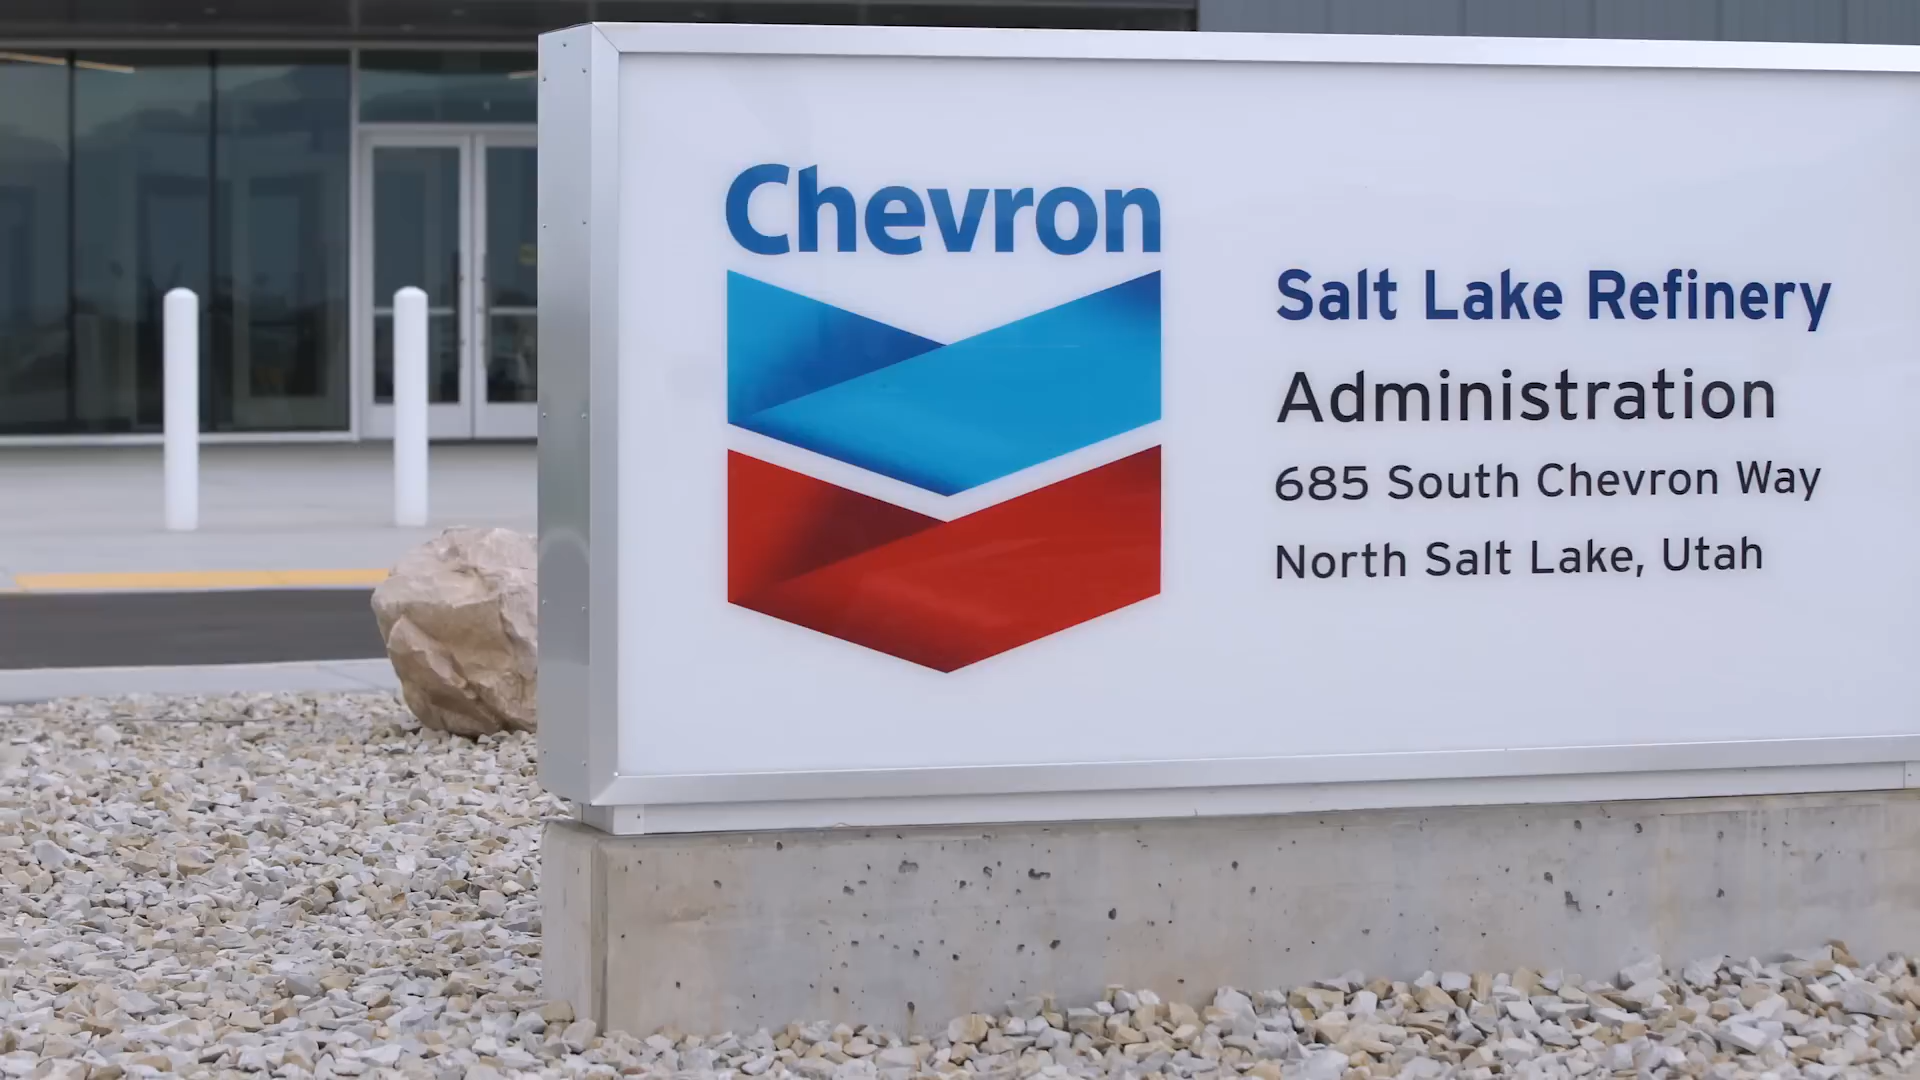 Chevron
Salt Lake Refinery
Administration
685 South Chevron Way
North Salt Lake, Utah